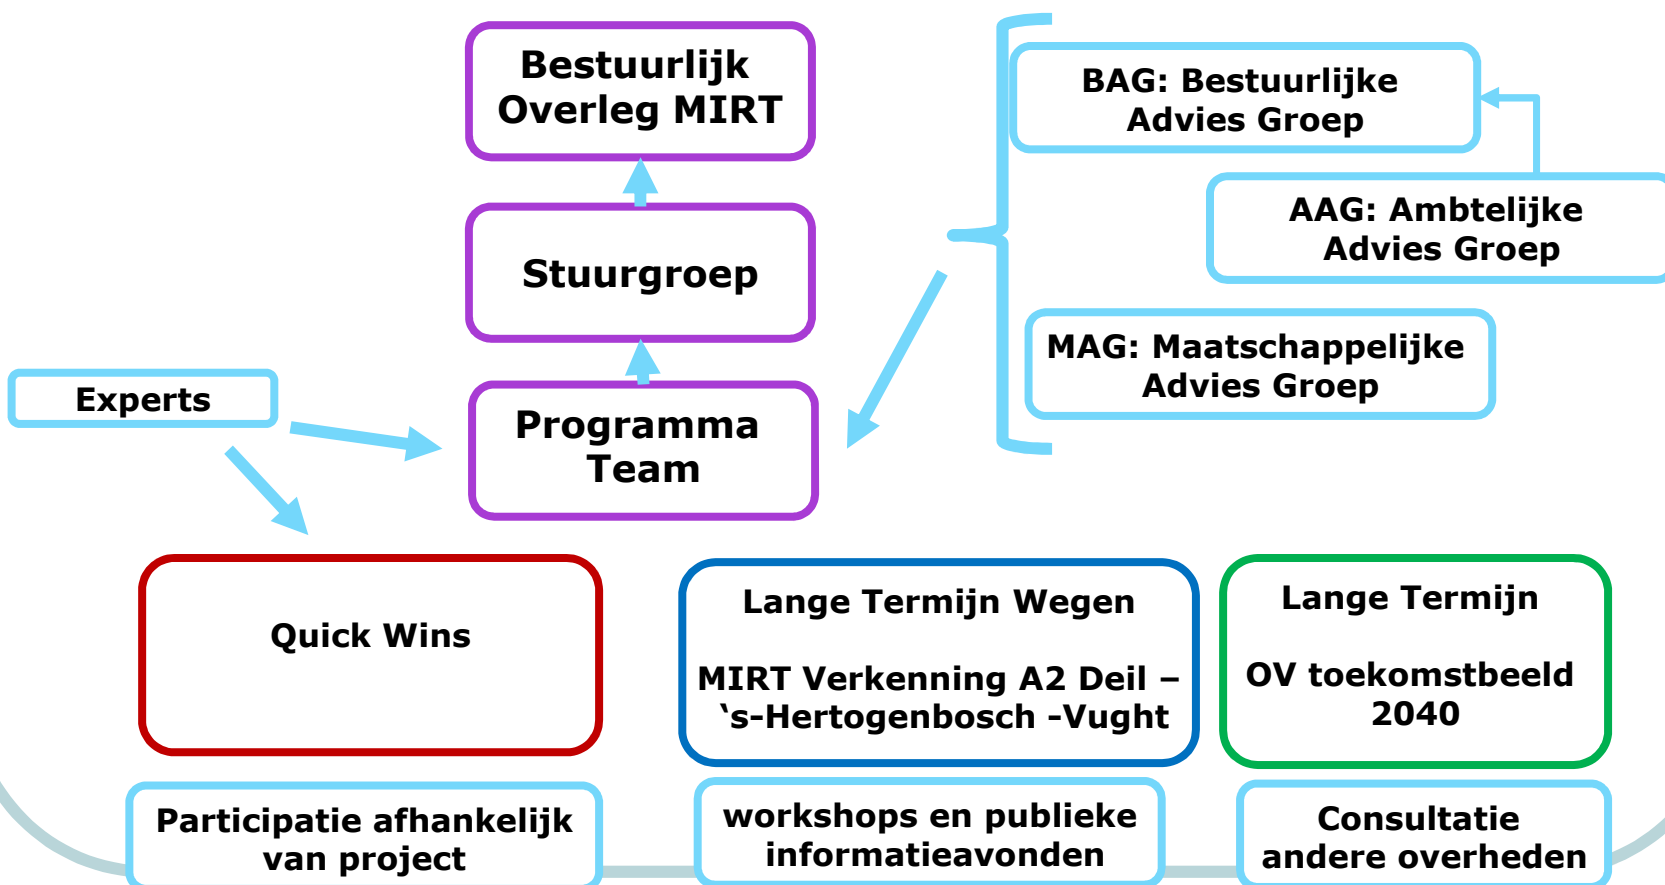 Bestuurlijk
Overleg MIRT
BAG: Bestuurlijke
Advies Groep
AAG: Ambtelijke
Advies Groep
Stuurgroep
MAG: Maatschappelijke
Advies Groep
Experts
Programma
Team
Quick Wins
Lange Termijn Wegen
MIRT Verkenning A2 Deil –
‘s-Hertogenbosch -Vught
Lange Termijn
OV toekomstbeeld
2040
Participatie afhankelijk
van project
workshops en publieke
informatieavonden
Consultatie
andere overheden